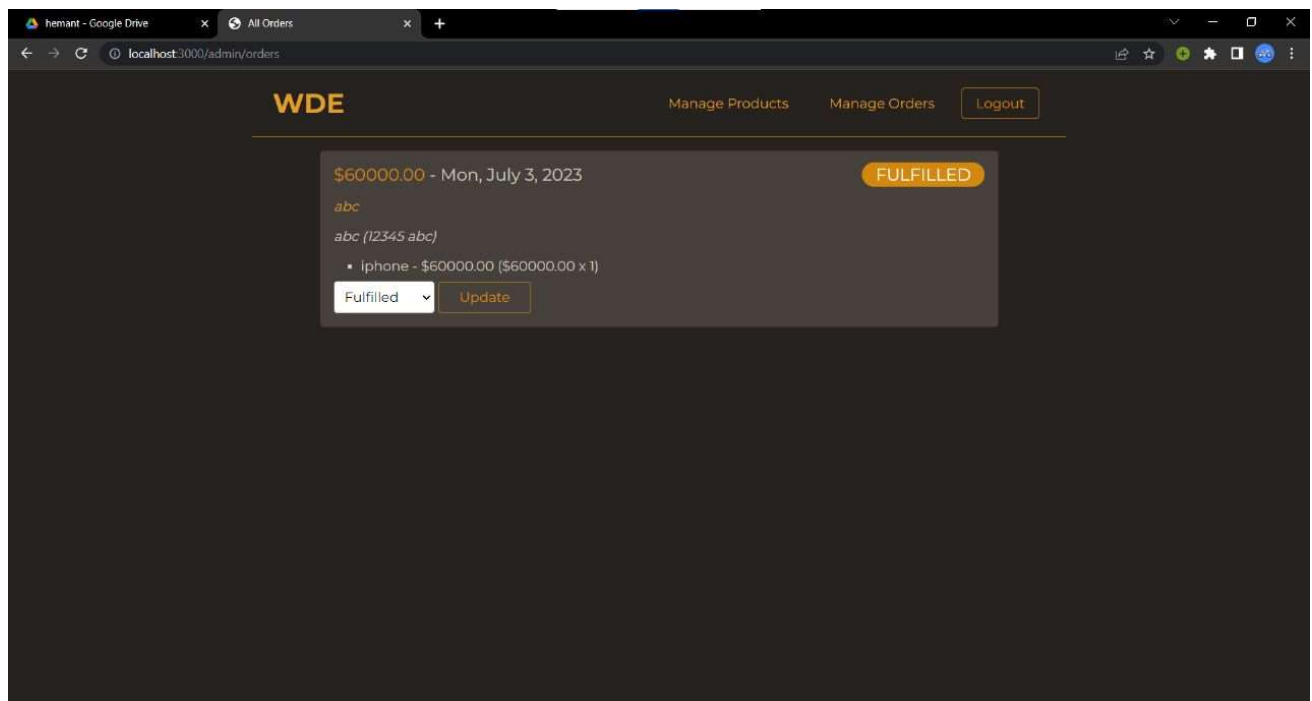 hemant - Google Drive
All Orders
localhost:3000/admin/orders
WDE
Manage Products
Manage Orders
Logout
$60000.00 - Mon, July 3, 2023
FULFILLED
abc
abc (12345 abc)
iphone - $60000.00 ($60000.00 x 1)
Fulfilled
Update